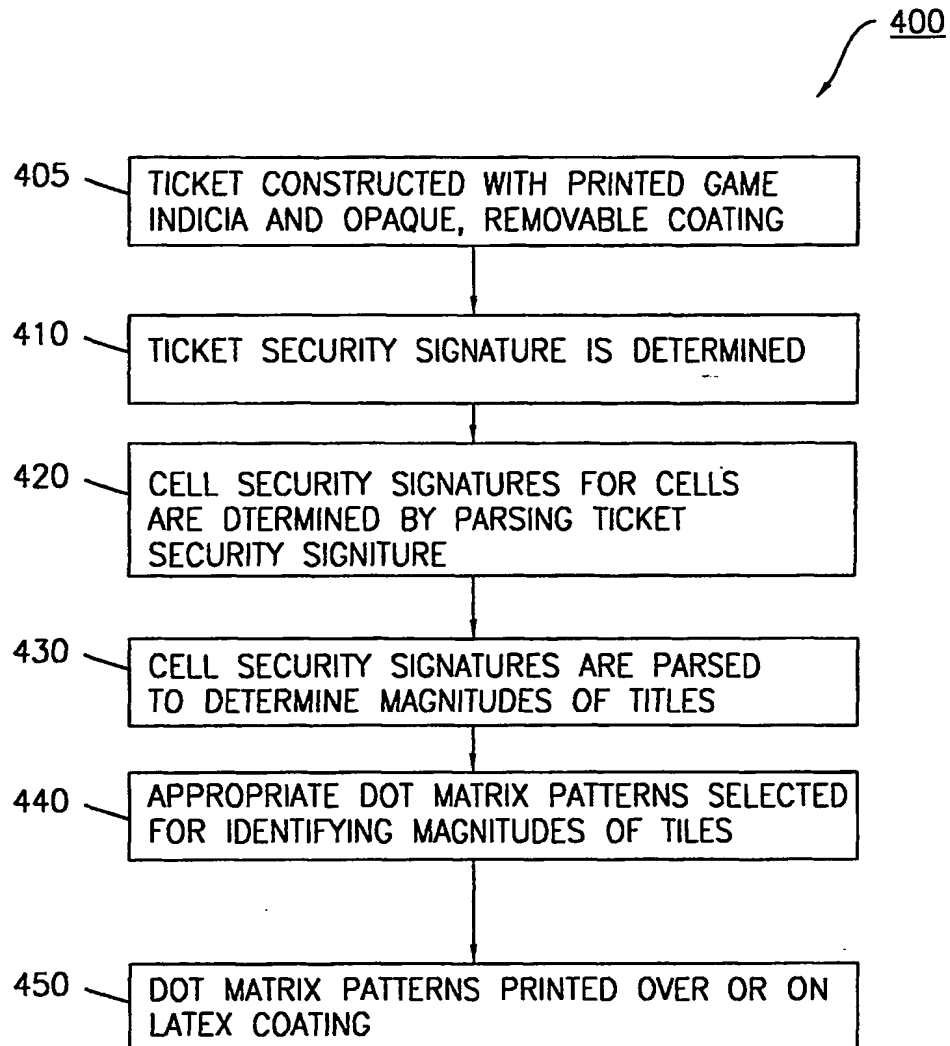 400
405
TICKET CONSTRUCTED WITH PRINTED GAME
INDICIA AND OPAQUE, REMOVABLE COATING
410
TICKET SECURITY SIGNATURE IS DETERMINED
420
CELL SECURITY SIGNATURES FOR CELLS
ARE DTERMINED BY PARSING TICKET
SECURITY SIGNITURE
430
CELL SECURITY SIGNATURES ARE PARSED
TO DETERMINE MAGNITUDES OF TITLES
440
APPROPRIATE DOT MATRIX PATTERNS SELECTED
FOR IDENTIFYING MAGNITUDES OF TILES
450
DOT MATRIX PATTERNS PRINTED OVER OR ON
LATEX COATING